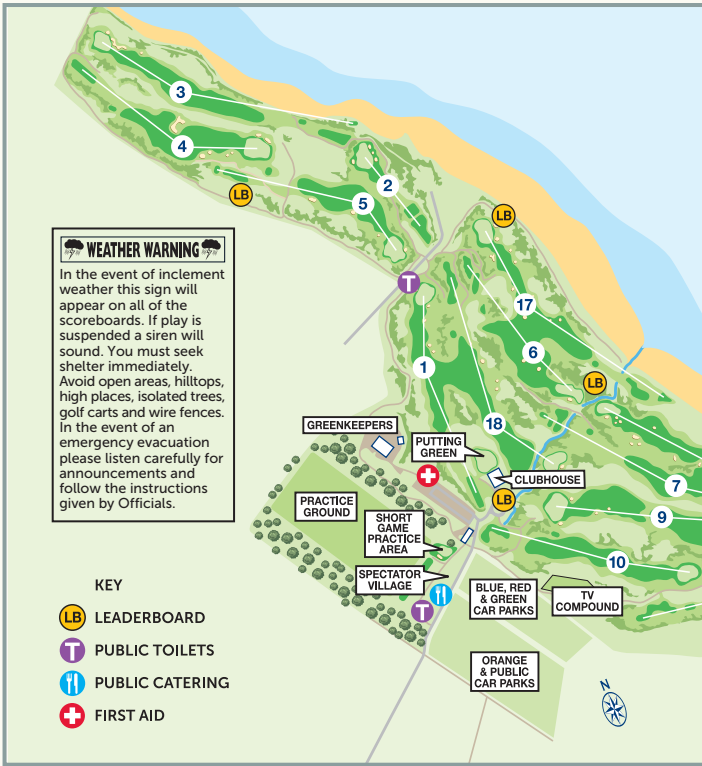 3
4
2
5
LB
LB
T
17
1
6
LB
18
7
9
10
WEATHER WARNING
In the event of inclement
weather this sign will
appear on all of the
scoreboards. If play is
suspended a siren will
sound. You must seek
shelter immediately.
Avoid open areas, hilltops,
high places, isolated trees,
golf carts and wire fences.
In the event of an
emergency evacuation
please listen carefully for
announcements and
follow the instructions
given by Officials.
GREENKEEPERS
PUTTING
GREEN
CLUBHOUSE
LB
PRACTICE
GROUND
SHORT
GAME
PRACTICE
AREA
SPECTATOR
VILLAGE
T
BLUE, RED
& GREEN
CAR PARKS
TV
COMPOUND
ORANGE
& PUBLIC
CAR PARKS
N
KEY
LB LEADERBOARD
T PUBLIC TOILETS
PUBLIC CATERING
FIRST AID